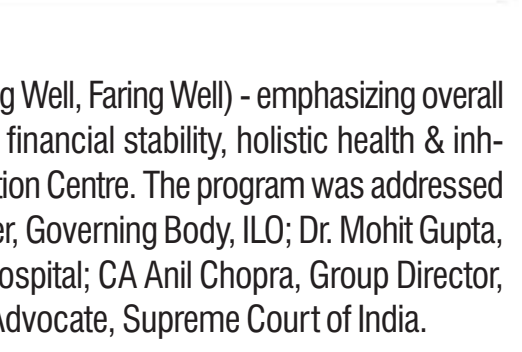 g Well, Faring Well) - emphasizing overall
financial stability, holistic health & inh-
tion Centre. The program was addressed
er, Governing Body, ILO; Dr. Mohit Gupta,
ospital; CA Anil Chopra, Group Director,
Advocate, Supreme Court of India.